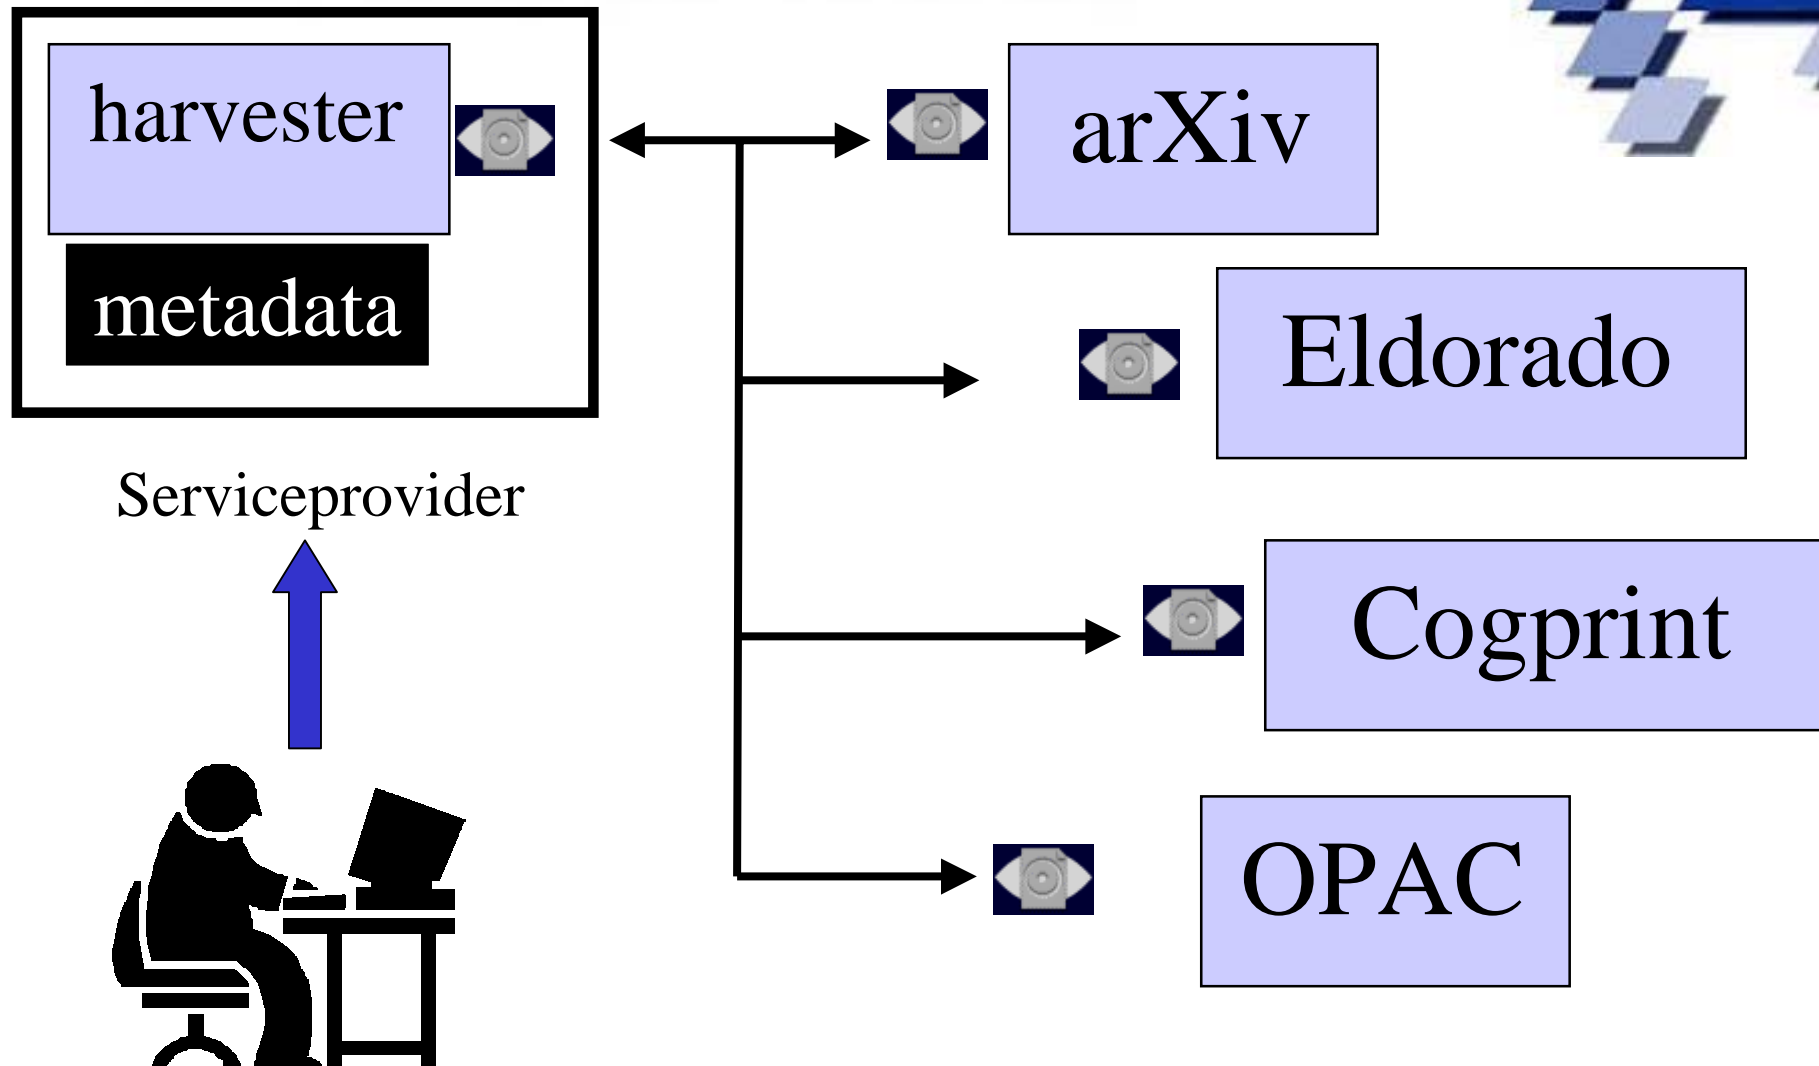 harvester
metadata
Serviceprovider
arXiv
Eldorado
Cogprint
OPAC